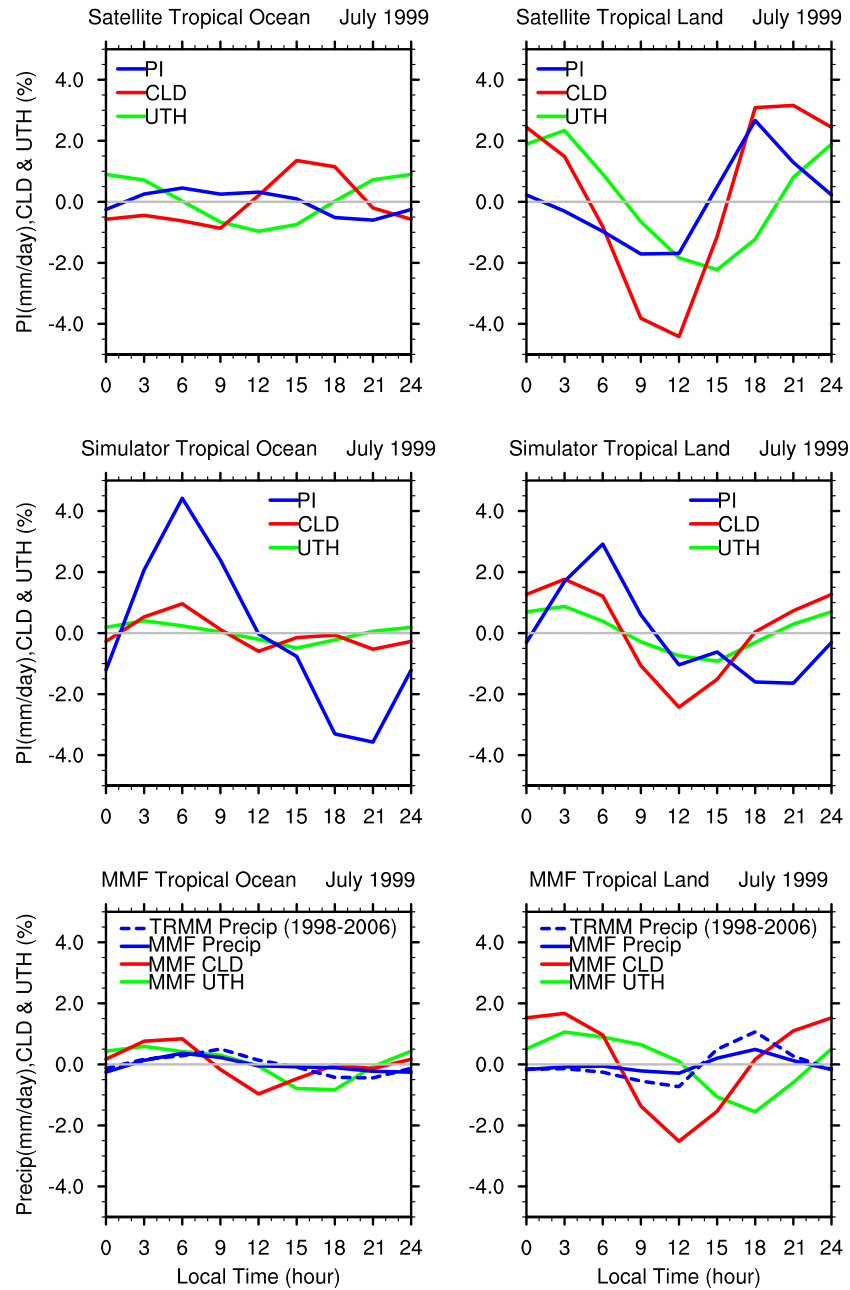 Satellite Tropical Ocean July 1999
PI(mm/day),CLD & UTH (%)
4.0
2.0
0.0
-2.0
-4.0
PI
CLD
UTH
0 3 6 9 12 15 18 21 24
Satellite Tropical Land July 1999
4.0
2.0
0.0
-2.0
-4.0
PI
CLD
UTH
0 3 6 9 12 15 18 21 24
Simulator Tropical Ocean July 1999
PI(mm/day),CLD & UTH (%)
4.0
2.0
0.0
-2.0
-4.0
PI
CLD
UTH
0 3 6 9 12 15 18 21 24
Simulator Tropical Land July 1999
4.0
2.0
0.0
-2.0
-4.0
PI
CLD
UTH
0 3 6 9 12 15 18 21 24
MMF Tropical Ocean July 1999
Precip(mm/day),CLD & UTH (%)
4.0
2.0
0.0
-2.0
-4.0
TRMM Precip (1998-2006)
MMF Precip
MMF CLD
MMF UTH
0 3 6 9 12 15 18 21 24
Local Time (hour)
MMF Tropical Land July 1999
4.0
2.0
0.0
-2.0
-4.0
TRMM Precip (1998-2006)
MMF Precip
MMF CLD
MMF UTH
0 3 6 9 12 15 18 21 24
Local Time (hour)